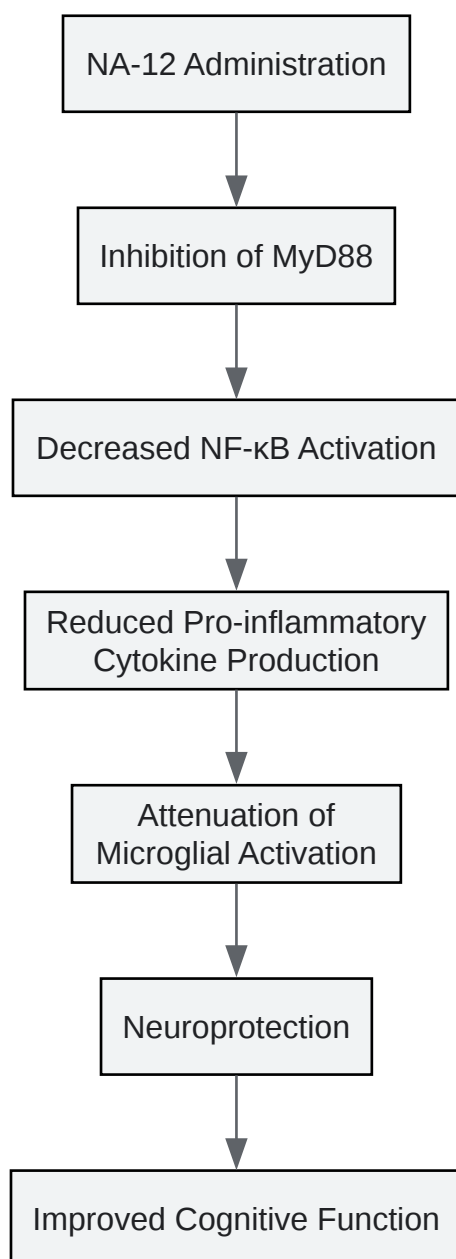 NA-12 Administration
Inhibition of MyD88
Decreased NF-κB Activation
Reduced Pro-inflammatory
Cytokine Production
Attenuation of
Microglial Activation
Neuroprotection
Improved Cognitive Function